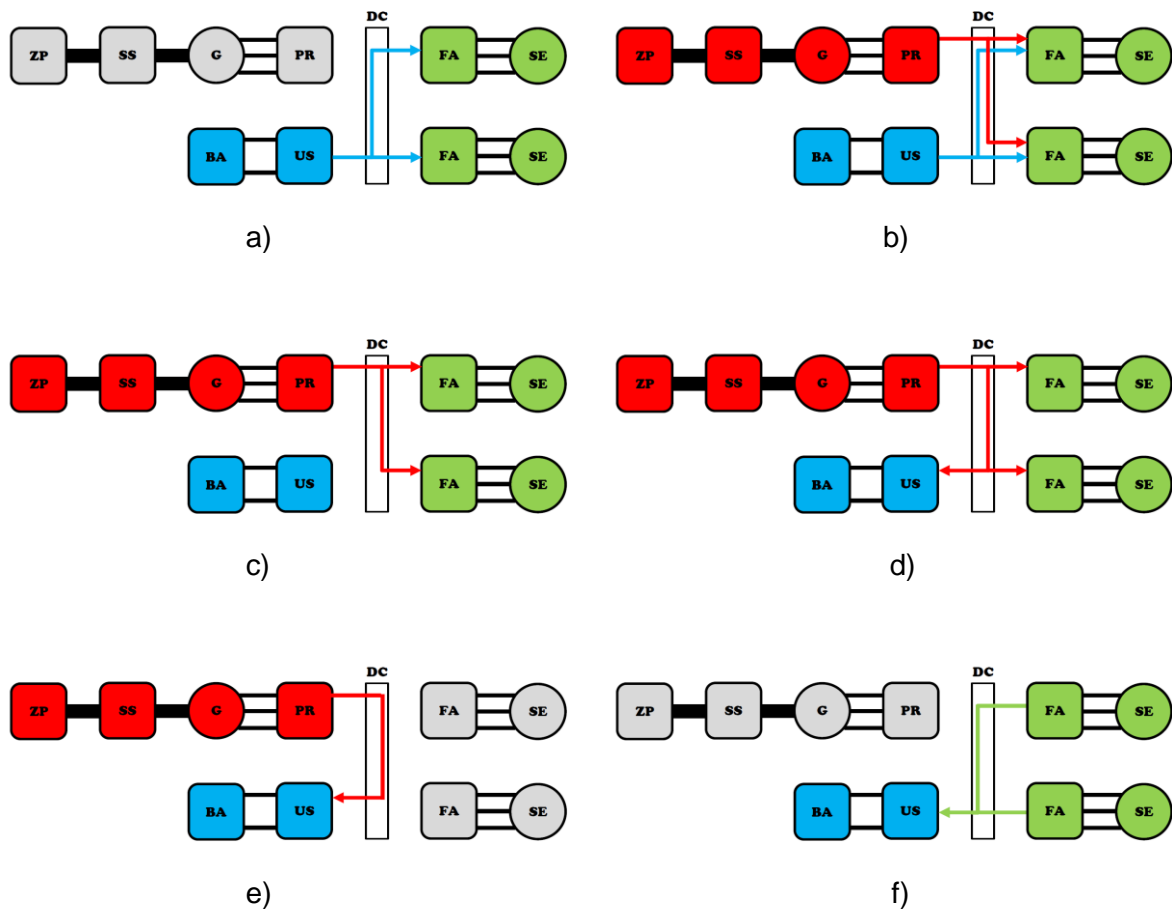 DC DC
ZP SS G PR FA SE ZP SS G PR FA SE
BA US FA SE BA US FA SE
a) b)
DC DC
ZP SS G PR FA SE ZP SS G PR FA SE
BA US FA SE BA US FA SE
c) d)
DC DC
ZP SS G PR FA SE ZP SS G PR FA SE
BA US FA SE BA US FA SE
e) f)